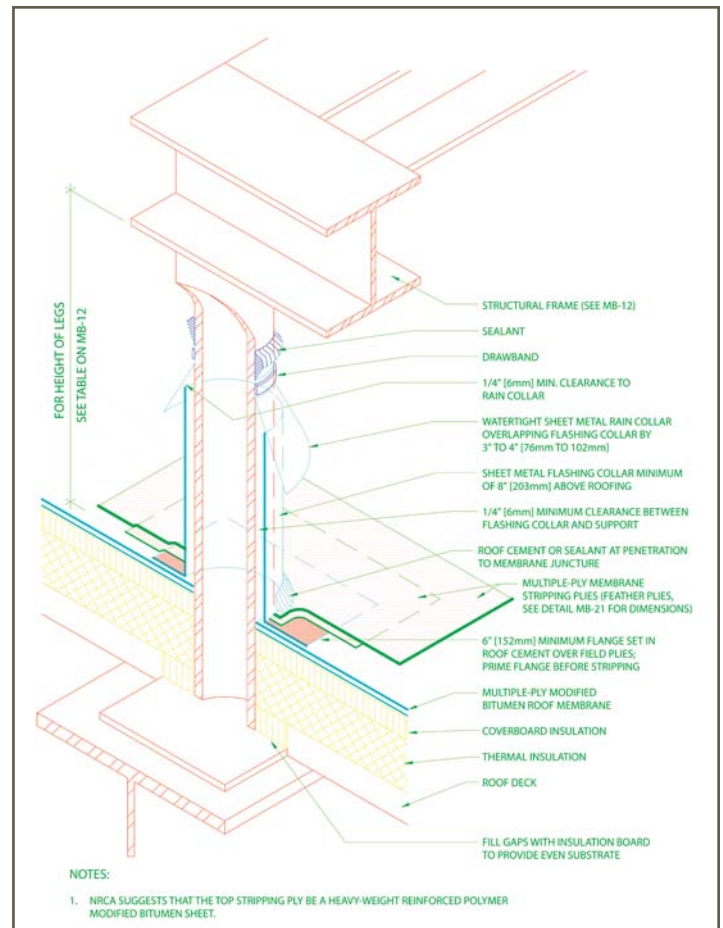 FOR HEIGHT OF LEGS
SEE TABLE ON MB-12
STRUCTURAL FRAME (SEE MB-12)
SEALANT
DRAWBAND
1/4" [6mm] MIN. CLEARANCE TO
RAIN COLLAR
WATERTIGHT SHEET METAL RAIN COLLAR
OVERLAPPING FLASHING COLLAR BY
3" TO 4" [76mm TO 102mm]
SHEET METAL FLASHING COLLAR MINIMUM
OF 8" [203mm] ABOVE ROOFING
1/4" [6mm] MINIMUM CLEARANCE BETWEEN
FLASHING COLLAR AND SUPPORT
ROOF CEMENT OR SEALANT AT PENETRATION
TO MEMBRANE JUNCTURE
MULTIPLE-PLY MEMBRANE
STRIPPING PLIES (FEATHER PLIES,
SEE DETAIL MB-21 FOR DIMENSIONS)
6" [152mm] MINIMUM FLANGE SET IN
ROOF CEMENT OVER FIELD PLIES;
PRIME FLANGE BEFORE STRIPPING
MULTIPLE-PLY MODIFIED
BITUMEN ROOF MEMBRANE
COVERBOARD INSULATION
THERMAL INSULATION
ROOF DECK
FILL GAPS WITH INSULATION BOARD
TO PROVIDE EVEN SUBSTRATE
NOTES:
1. NRCA SUGGESTS THAT THE TOP STRIPPING PLY BE A HEAVY-WEIGHT REINFORCED POLYMER
MODIFIED BITUMEN SHEET.